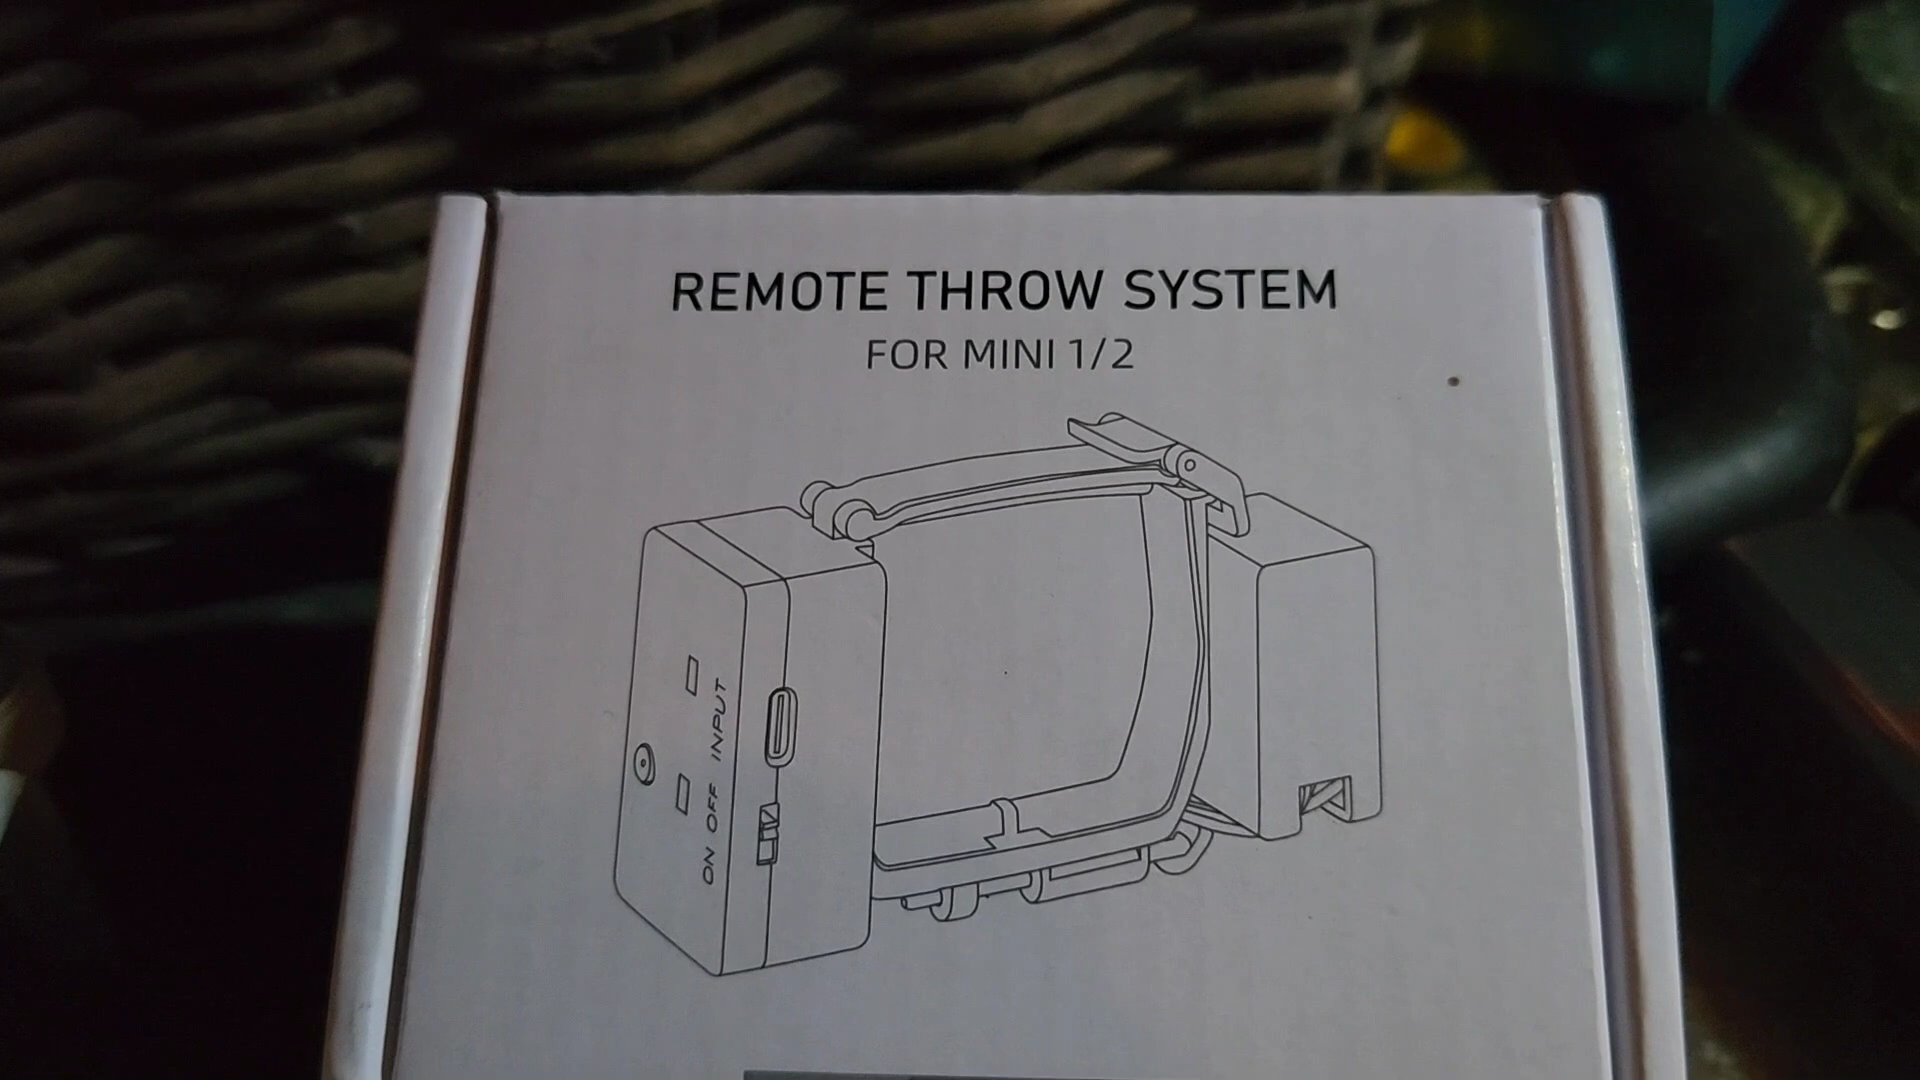 REMOTE THROW SYSTEM
FOR MINI 1/2
ON OFF INPUT